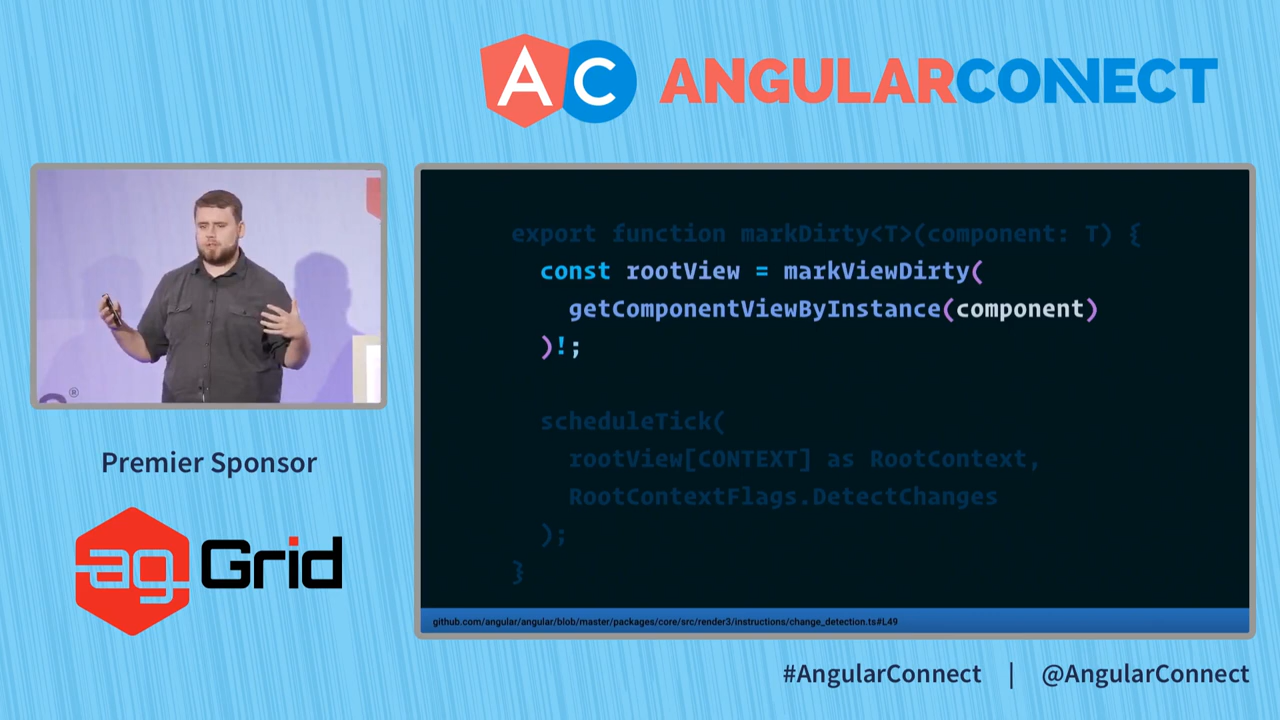 AC ANGULARCONNECT
export function markDirty<T>(component: T) {
const rootView = markViewDirty(
getComponentViewByInstance(component)
)!;
scheduleTick(
rootView[CONTEXT] as RootContext,
RootContextFlags.DetectChanges
);
}
github.com/angular/angular/blob/master/packages/core/src/render3/instructions/change_detection.ts#L49
®
Premier Sponsor
ag Grid
#AngularConnect | @AngularConnect